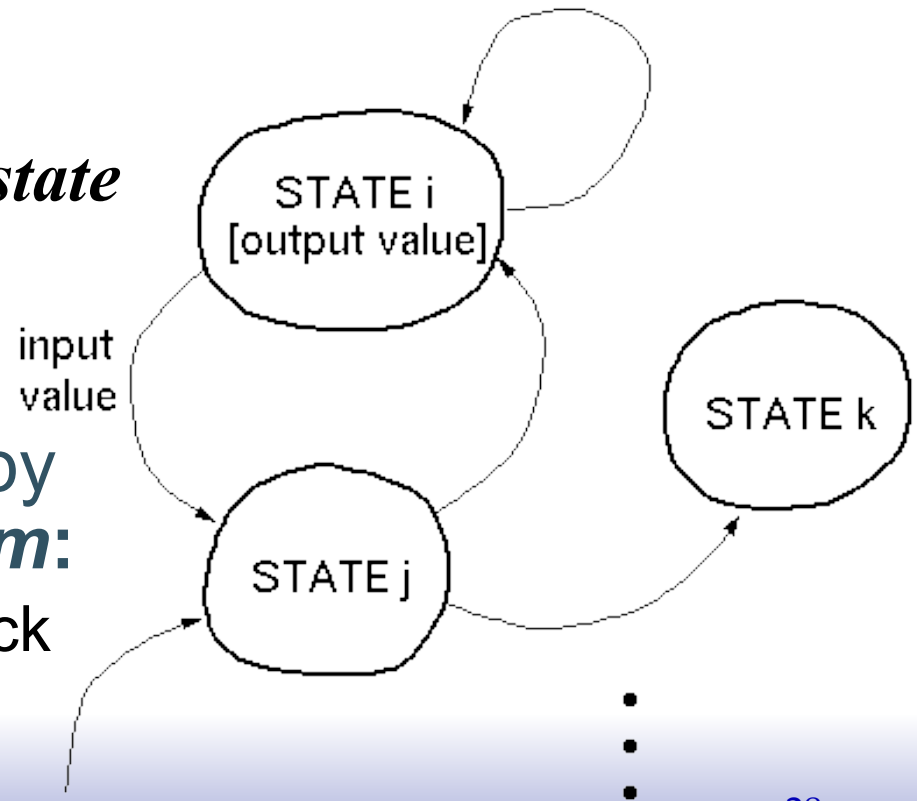 state
STATE i
[output value]
input
value
STATE k
by
m:
STATE j
ck